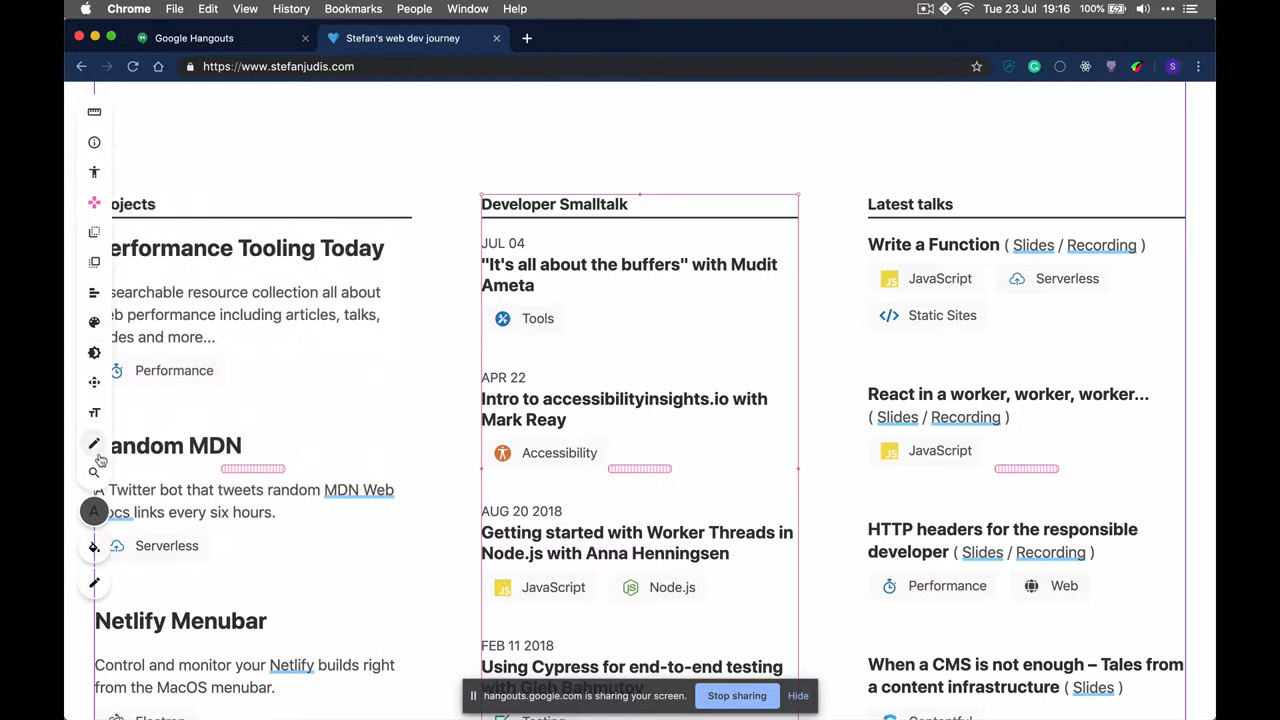 Chrome File Edit View History Bookmarks People Window Help Tue 23 Jul 19:16 100%
Google Hangouts Stefan's web dev journey
https://www.stefanjudis.com S
ojects
erformance Tooling Today
searchable resource collection all about
eb performance including articles, talks,
des and more...
Performance
andom MDN
A Twitter bot that tweets random MDN Web
ocs links every six hours.
Serverless
Netlify Menubar
Control and monitor your Netlify builds right
from the MacOS menubar.
Electron
Developer Smalltalk
JUL 04
"It's all about the buffers" with Mudit
Ameta
Tools
APR 22
Intro to accessibilityinsights.io with
Mark Reay
Accessibility
AUG 20 2018
Getting started with Worker Threads in
Node.js with Anna Henningsen
JavaScript Node.js
FEB 11 2018
Using Cypress for end-to-end testing
with Gleb Bahmutov
Testing
Latest talks
Write a Function ( Slides / Recording )
JavaScript Serverless
Static Sites
React in a worker, worker, worker...
( Slides / Recording )
JavaScript
HTTP headers for the responsible
developer ( Slides / Recording )
Performance Web
When a CMS is not enough – Tales from
a content infrastructure ( Slides )
Contentful
hangouts.google.com is sharing your screen. Stop sharing Hide